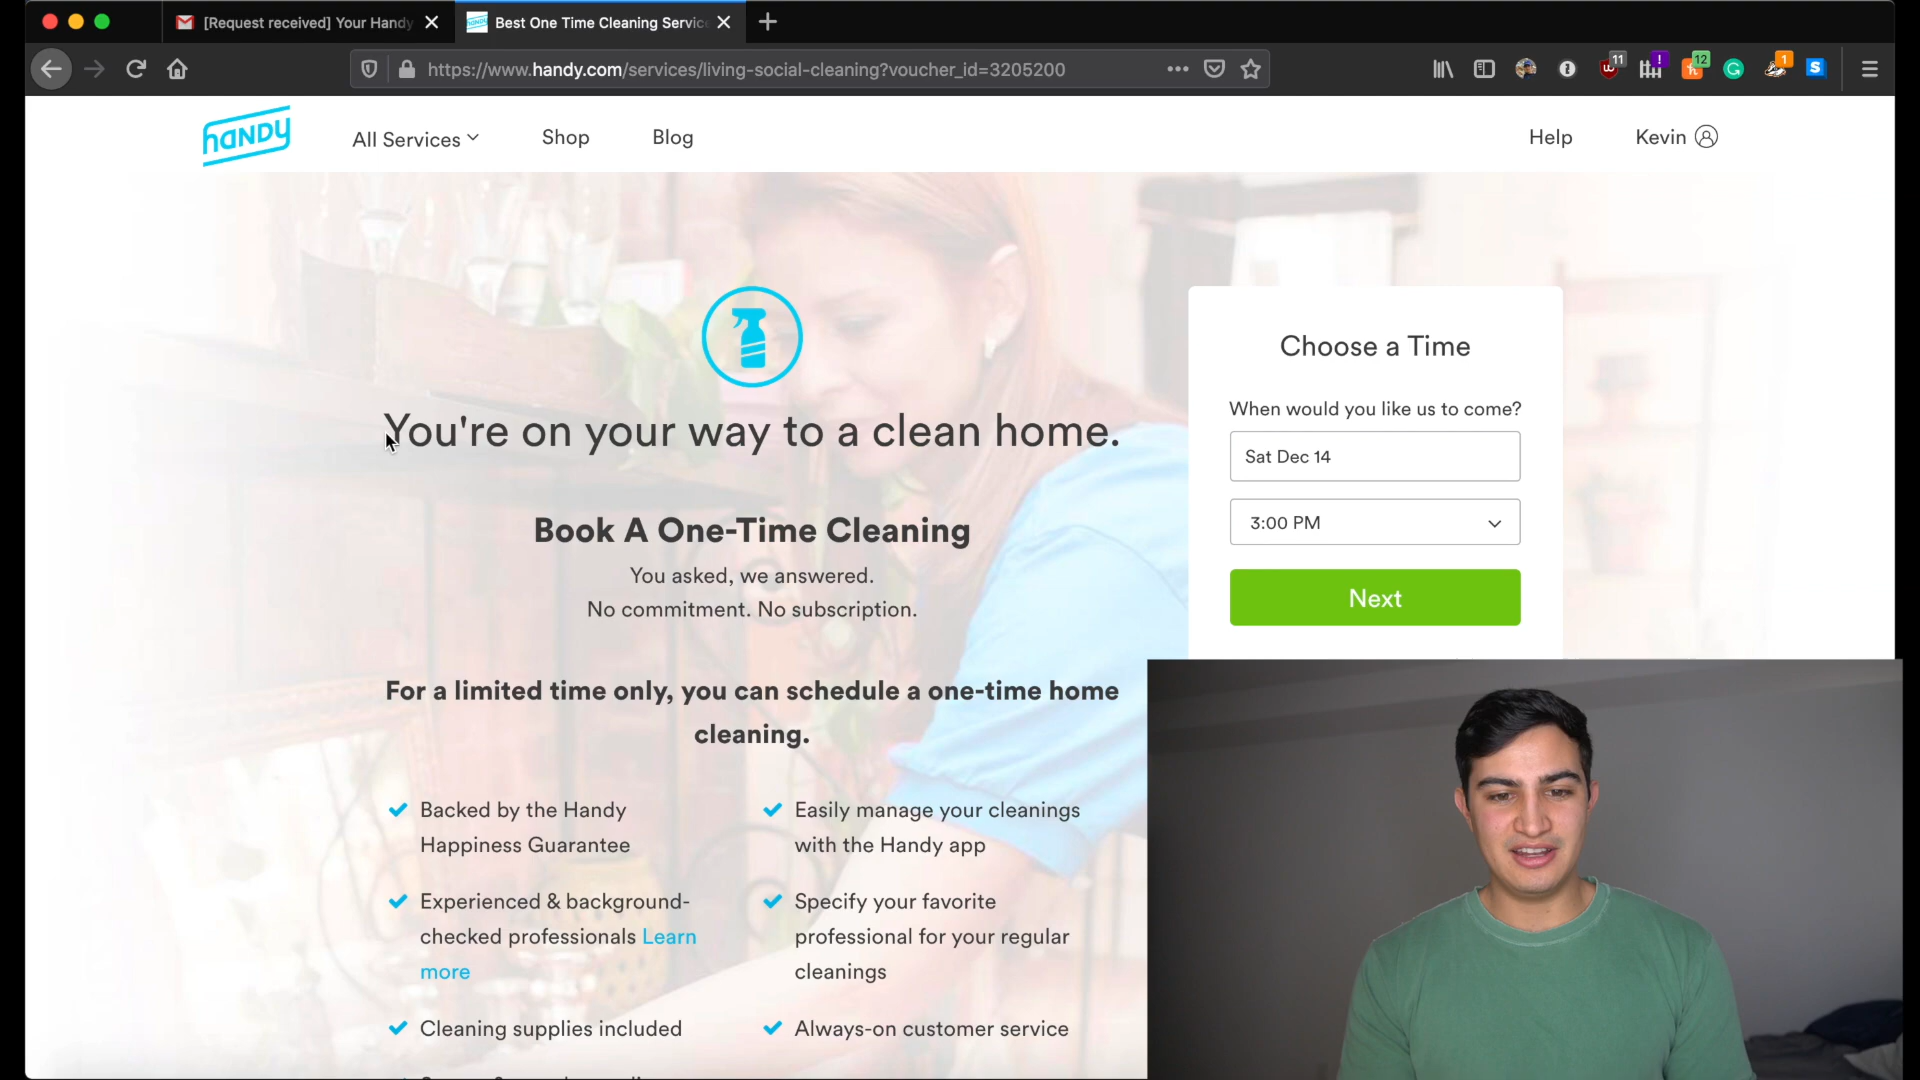 [Request received] Your Handy
Best One Time Cleaning Servic
https://www.handy.com/services/living-social-cleaning?voucher_id=3205200
11
!
12
1
handy
All Services
Shop
Blog
Help
Kevin
You're on your way to a clean home.
Book A One-Time Cleaning
You asked, we answered.
No commitment. No subscription.
For a limited time only, you can schedule a one-time home
cleaning.
Backed by the Handy
Happiness Guarantee
Experienced & background-
checked professionals Learn
more
Cleaning supplies included
Easily manage your cleanings
with the Handy app
Specify your favorite
professional for your regular
cleanings
Always-on customer service
Choose a Time
When would you like us to come?
Sat Dec 14
3:00 PM
Next